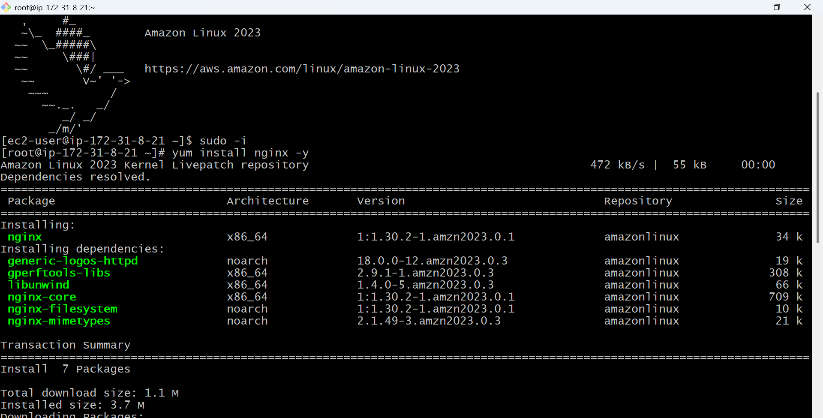 root@ip-172-31-8-21:~
   ,     #_
   ~\_  ####_        Amazon Linux 2023
  ~~  \_#####\
  ~~     \###|
  ~~       \#/ ___   https://aws.amazon.com/linux/amazon-linux-2023
   ~~       V~' '->
    ~~~         /
      ~~._.   _/
         _/ _/
       _/m/'
[ec2-user@ip-172-31-8-21 ~]$ sudo -i
[root@ip-172-31-8-21 ~]# yum install nginx -y
Amazon Linux 2023 Kernel Livepatch repository                                        472 kB/s |  55 kB     00:00
Dependencies resolved.
================================================================================
 Package                 Architecture       Version                              Repository               Size
================================================================================
Installing:
 nginx                   x86_64             1:1.30.2-1.amzn2023.0.1              amazonlinux              34 k
Installing dependencies:
 generic-logos-httpd     noarch             18.0.0-12.amzn2023.0.3               amazonlinux              19 k
 gperftools-libs         x86_64             2.9.1-1.amzn2023.0.3                 amazonlinux             308 k
 libunwind               x86_64             1.4.0-5.amzn2023.0.3                 amazonlinux              66 k
 nginx-core              x86_64             1:1.30.2-1.amzn2023.0.1              amazonlinux             709 k
 nginx-filesystem        noarch             1:1.30.2-1.amzn2023.0.1              amazonlinux              10 k
 nginx-mimetypes         noarch             2.1.49-3.amzn2023.0.3                amazonlinux              21 k
Transaction Summary
================================================================================
Install  7 Packages
Total download size: 1.1 M
Installed size: 3.7 M
Downloading Packages: